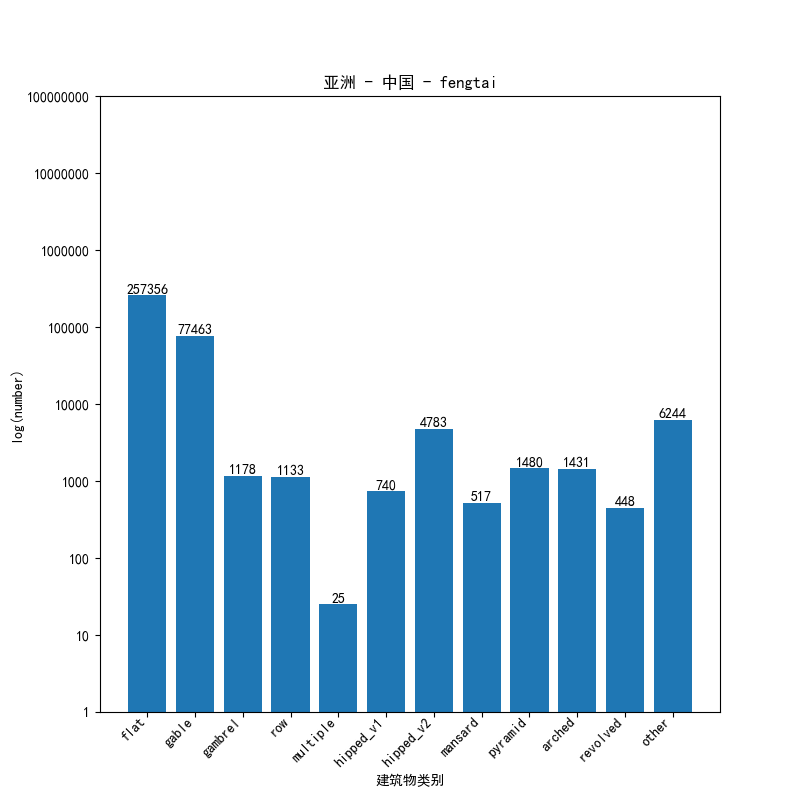 亚洲 - 中国 - fengtai
100000000
10000000
1000000
100000
10000
1000
100
10
1
log(number)
257356
77463
1178
1133
25
740
4783
517
1480
1431
448
6244
flat
gable
gambrel
row
multiple
hipped_v1
hipped_v2
mansard
pyramid
arched
revolved
other
建筑物类别